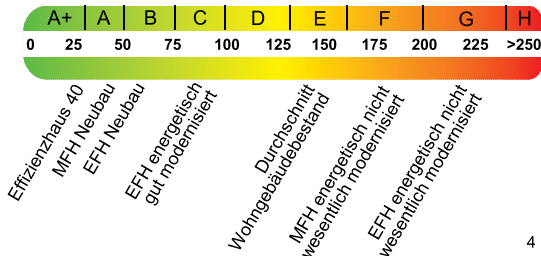 A+ A B C D E F G H
0 25 50 75 100 125 150 175 200 225 >250
Effizienzhaus 40
MFH Neubau
EFH Neubau
EFH energetisch
gut modernisiert
Durchschnitt
Wohngebäudebestand
MFH energetisch nicht
wesentlich modernisiert
EFH energetisch nicht
wesentlich modernisiert
4